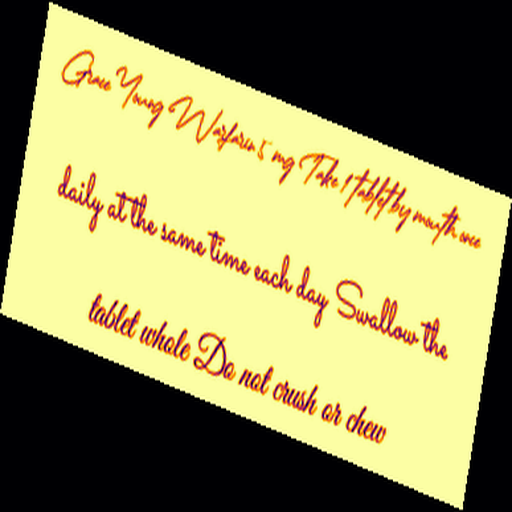 Grace Young Warfarin 5 mg Take 1 tablet by mouth once
daily at the same time each day Swallow the
tablet whole Do not crush or chew